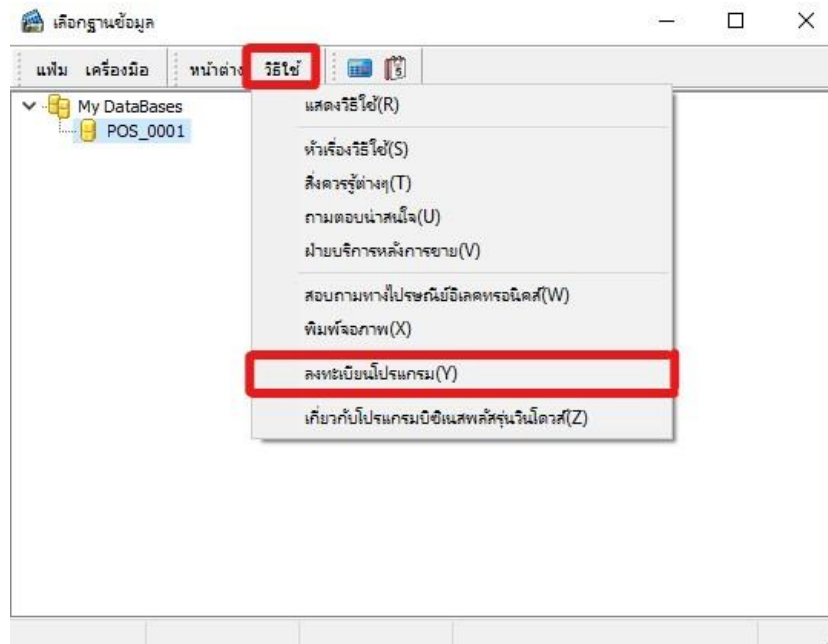 เลือกฐานข้อมูล
แฟ้ม เครื่องมือ หน้าต่าง วิธีใช้ 5
My DataBases
POS_0001
แสดงวิธีใช้(R)
หัวเรื่องวิธีใช้(S)
สิ่งควรรู้ต่างๆ(T)
ถามตอบน่าสนใจ(U)
ฝ่ายบริการหลังการขาย(V)
สอบถามทางไปรษณีย์อิเลคทรอนิคส์(W)
พิมพ์จอภาพ(X)
ลงทะเบียนโปรแกรม(Y)
เกี่ยวกับโปรแกรมบิซิเนสพลัสรุ่นวินโดวส์(Z)